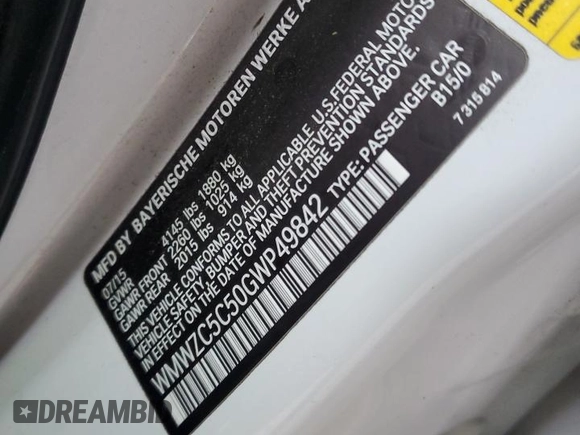 MFD BY BAYERISCHE MOTOREN WERKE A
07/15
GVWR 4145 lbs 1880 kg
GAWR FRONT 2260 lbs 1025 kg
GAWR REAR 2015 lbs 914 kg
THIS VEHICLE CONFORMS TO ALL APPLICABLE U.S. FEDERAL MOTOR
VEHICLE SAFETY, BUMPER AND THEFT PREVENTION STANDARDS
IN EFFECT ON THE DATE OF MANUFACTURE SHOWN ABOVE.
WMWZC5C50GWP49842 TYPE: PASSENGER CAR
B15/0
7 315 814
DREAMBID